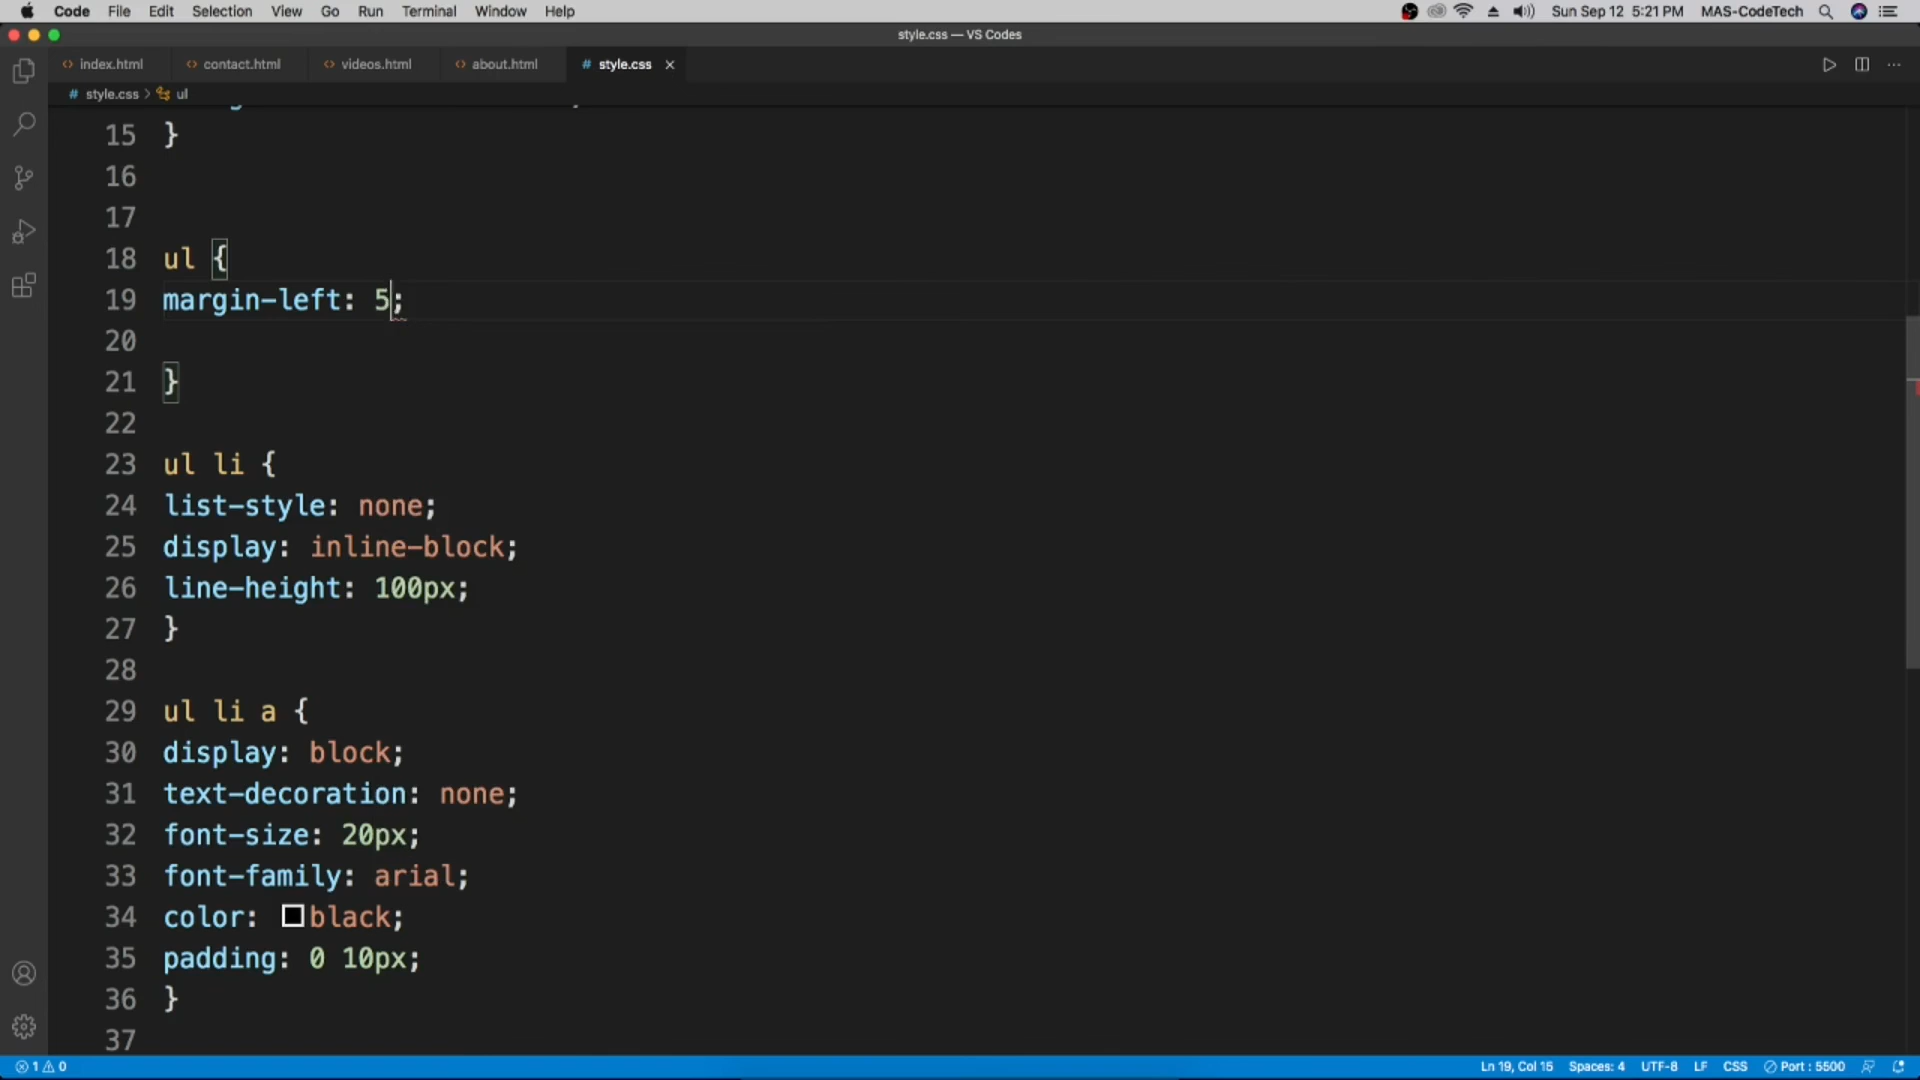 Code File Edit Selection View Go Run Terminal Window Help Sun Sep 12 5:21 PM MAS-CodeTech
style.css — VS Codes
index.html contact.html videos.html about.html # style.css
# style.css > ul
15 }
16
17
18 ul {
19 margin-left: 5;
20
21 }
22
23 ul li {
24 list-style: none;
25 display: inline-block;
26 line-height: 100px;
27 }
28
29 ul li a {
30 display: block;
31 text-decoration: none;
32 font-size: 20px;
33 font-family: arial;
34 color: black;
35 padding: 0 10px;
36 }
37
1 0 Ln 19, Col 15 Spaces: 4 UTF-8 LF CSS Port : 5500